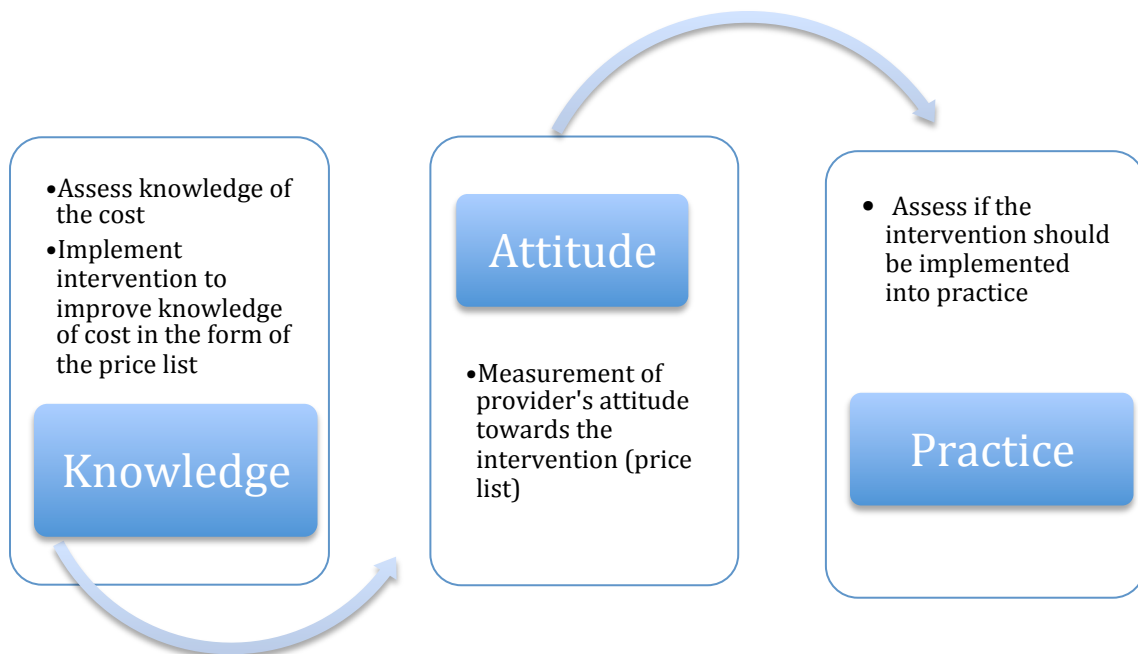 •Assess knowledge of
the cost
•Implement
intervention to
improve knowledge
of cost in the form of
the price list
Knowledge
Attitude
•Measurement of
provider's attitude
towards the
intervention (price
list)
• Assess if the
intervention should
be implemented
into practice
Practice